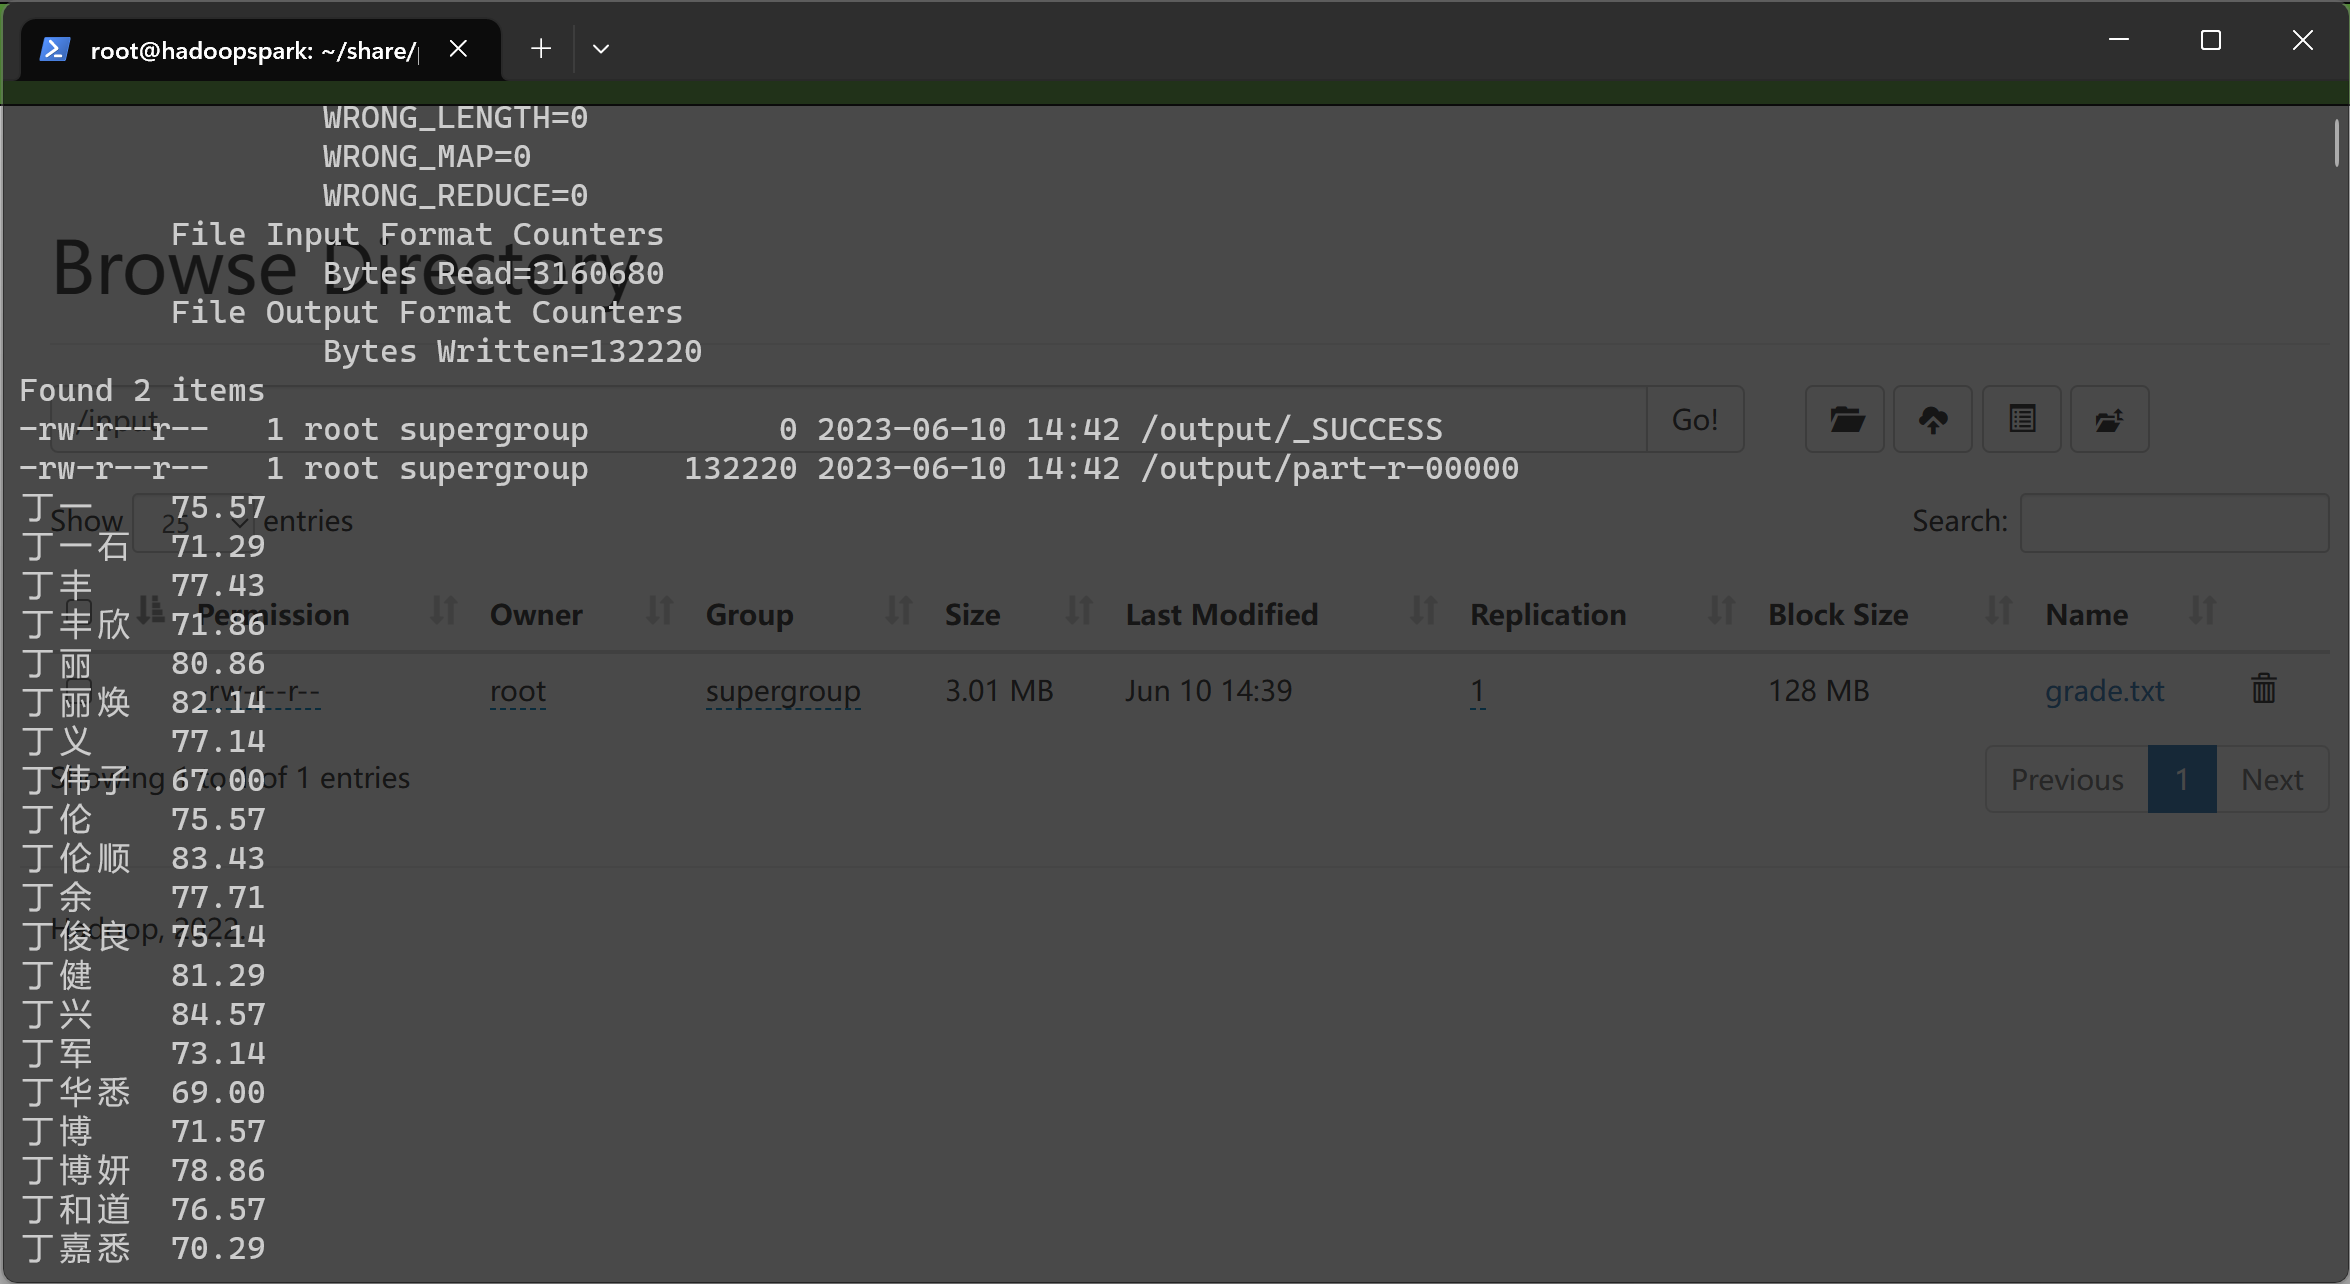 root@hadoopspark: ~/share/
WRONG_LENGTH=0
WRONG_MAP=0
WRONG_REDUCE=0
File Input Format Counters
Bytes Read=3160680
File Output Format Counters
Bytes Written=132220
Found 2 items
-rw-r--r--   1 root supergroup          0 2023-06-10 14:42 /output/_SUCCESS
-rw-r--r--   1 root supergroup     132220 2023-06-10 14:42 /output/part-r-00000
丁一 75.57
丁一石 71.29
丁丰 77.43
丁丰欣 71.86
丁丽 80.86
丁丽焕 82.14
丁义 77.14
丁伟子 67.00
丁伦 75.57
丁伦顺 83.43
丁余 77.71
丁俊良 75.14
丁健 81.29
丁兴 84.57
丁军 73.14
丁华悉 69.00
丁博 71.57
丁博妍 78.86
丁和道 76.57
丁嘉悉 70.29
Browse Directory
/input Go!
Show 25 entries Search:
Permission Owner Group Size Last Modified Replication Block Size Name
-rw-r--r-- root supergroup 3.01 MB Jun 10 14:39 1 128 MB grade.txt
Showing 1 to 1 of 1 entries Previous 1 Next
Hadoop, 2022.